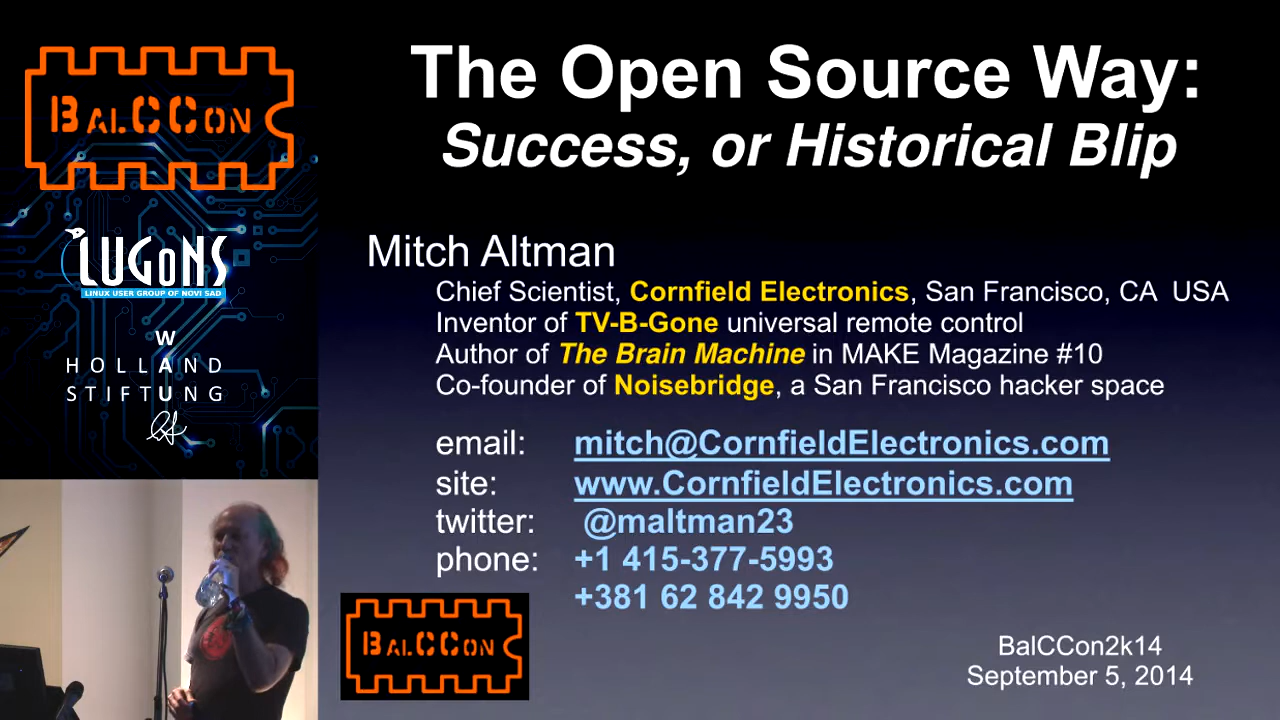 BALCCON
LUGONS
LINUX USER GROUP OF NOVI SAD
WAU
HOLLAND
STIFTUNG
The Open Source Way:
Success, or Historical Blip
Mitch Altman
Chief Scientist, Cornfield Electronics, San Francisco, CA USA
Inventor of TV-B-Gone universal remote control
Author of The Brain Machine in MAKE Magazine #10
Co-founder of Noisebridge, a San Francisco hacker space
email: mitch@CornfieldElectronics.com
site: www.CornfieldElectronics.com
twitter: @maltman23
phone: +1 415-377-5993
+381 62 842 9950
BALCCON
BalCCon2k14
September 5, 2014